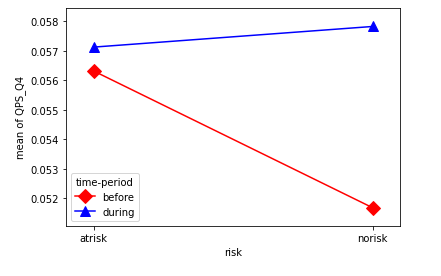 0.058
0.057
0.056
0.055
0.054
0.053
0.052
mean of QPS_Q4
time-period
before
during
atrisk
norisk
risk